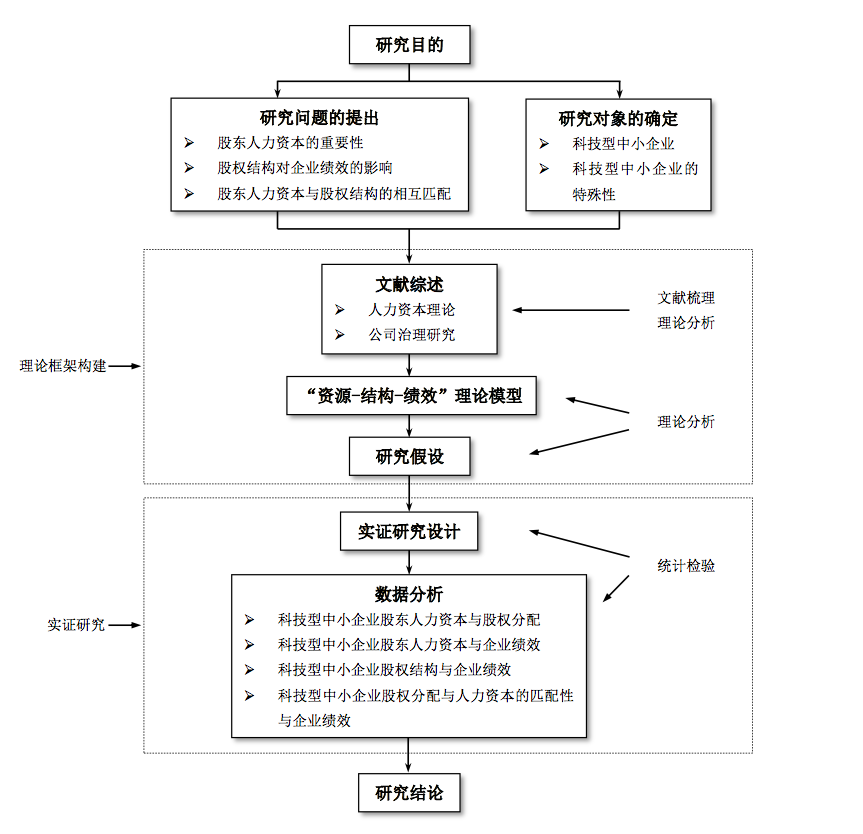 研究目的
研究问题的提出
➢ 股东人力资本的重要性
➢ 股权结构对企业绩效的影响
➢ 股东人力资本与股权结构的相互匹配
研究对象的确定
➢ 科技型中小企业
➢ 科技型中小企业的
特殊性
文献综述
➢ 人力资本理论
➢ 公司治理研究
文献梳理
理论分析
理论框架构建
“资源-结构-绩效”理论模型
理论分析
研究假设
实证研究设计
统计检验
实证研究
数据分析
➢ 科技型中小企业股东人力资本与股权分配
➢ 科技型中小企业股东人力资本与企业绩效
➢ 科技型中小企业股权结构与企业绩效
➢ 科技型中小企业股权分配与人力资本的匹配性
与企业绩效
研究结论